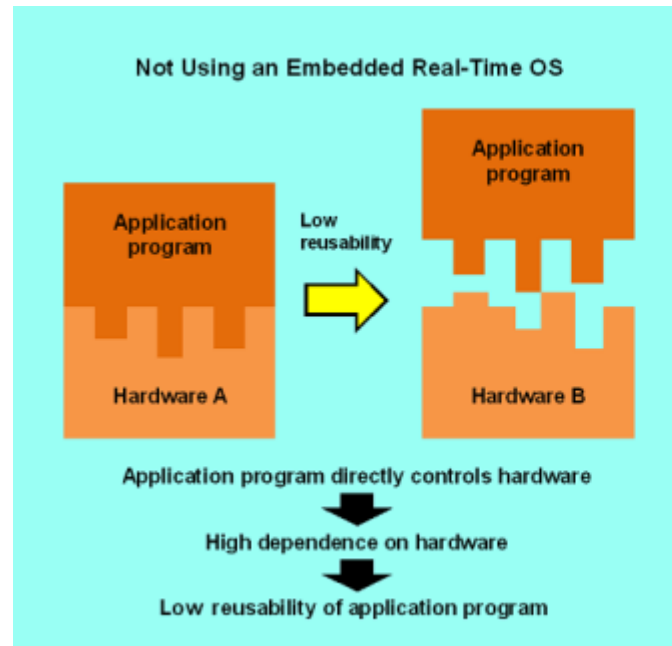 Not Using an Embedded Real-Time OS
Application
program
Low
reusability
Application
program
Hardware A
Hardware B
Application program directly controls hardware
High dependence on hardware
Low reusability of application program